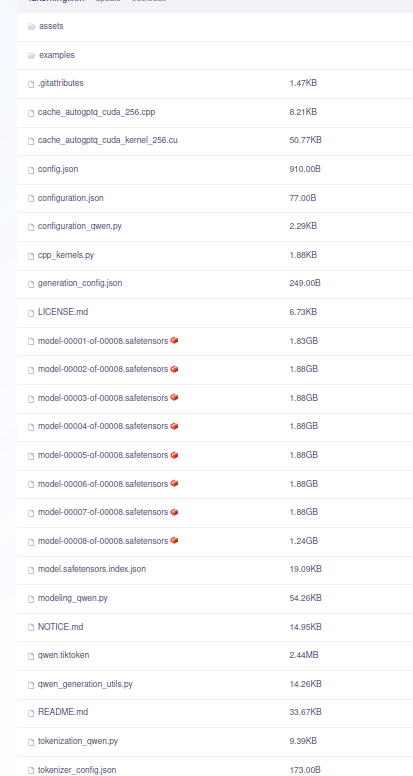 assets
examples
.gitattributes 1.47KB
cache_autogptq_cuda_256.cpp 8.21KB
cache_autogptq_cuda_kernel_256.cu 50.77KB
config.json 910.00B
configuration.json 77.00B
configuration_qwen.py 2.29KB
cpp_kernels.py 1.88KB
generation_config.json 249.00B
LICENSE.md 6.73KB
model-00001-of-00008.safetensors 1.83GB
model-00002-of-00008.safetensors 1.88GB
model-00003-of-00008.safetensors 1.88GB
model-00004-of-00008.safetensors 1.88GB
model-00005-of-00008.safetensors 1.88GB
model-00006-of-00008.safetensors 1.88GB
model-00007-of-00008.safetensors 1.88GB
model-00008-of-00008.safetensors 1.24GB
model.safetensors.index.json 19.09KB
modeling_qwen.py 54.26KB
NOTICE.md 14.95KB
qwen.tiktoken 2.44MB
qwen_generation_utils.py 14.26KB
README.md 33.67KB
tokenization_qwen.py 9.39KB
tokenizer_config.json 173.00B